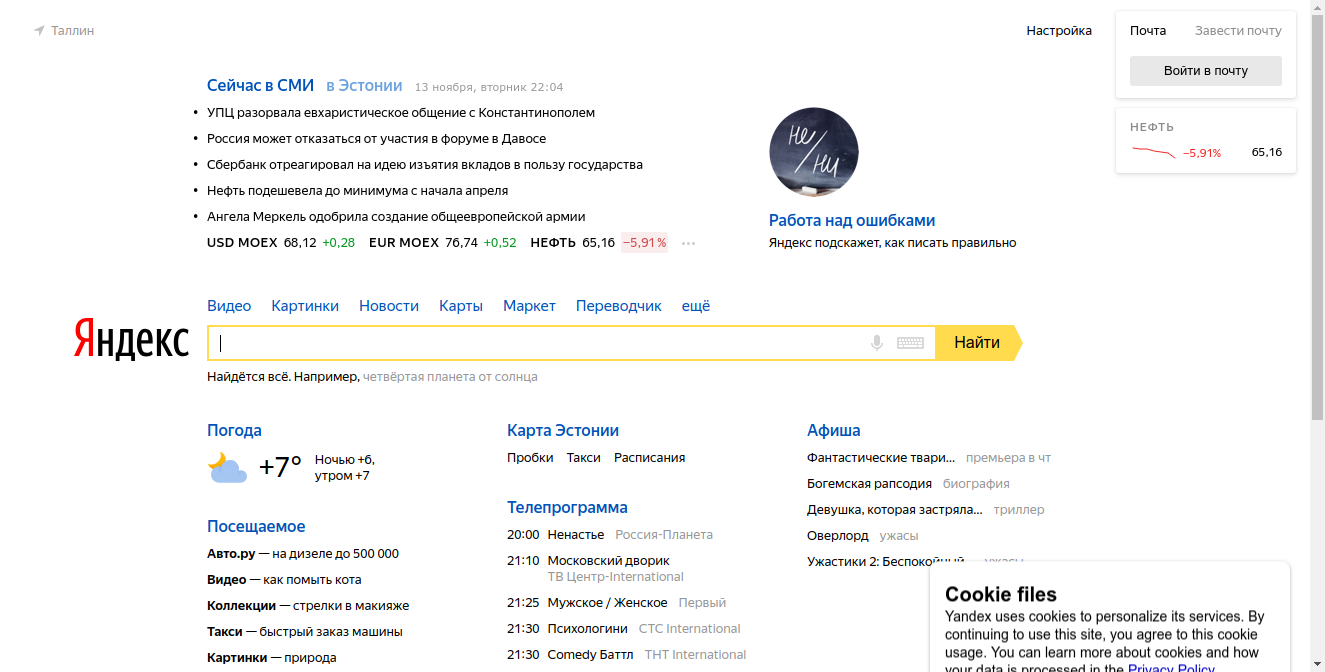 Таллин
Настройка
Почта Завести почту
Войти в почту
НЕФТЬ
−5,91% 65,16
Сейчас в СМИ в Эстонии 13 ноября, вторник 22:04
• УПЦ разорвала евхаристическое общение с Константинополем
• Россия может отказаться от участия в форуме в Давосе
• Сбербанк отреагировал на идею изъятия вкладов в пользу государства
• Нефть подешевела до минимума с начала апреля
• Ангела Меркель одобрила создание общеевропейской армии
USD MOEX 68,12 +0,28 EUR MOEX 76,74 +0,52 НЕФТЬ 65,16 −5,91% ...
не/
ни
Работа над ошибками
Яндекс подскажет, как писать правильно
Видео Картинки Новости Карты Маркет Переводчик ещё
Яндекс
Найти
Найдётся всё. Например, четвёртая планета от солнца
Погода
+7°
Ночью +6,
утром +7
Посещаемое
Авто.ру — на дизеле до 500 000
Видео — как помыть кота
Коллекции — стрелки в макияже
Такси — быстрый заказ машины
Картинки — природа
Карта Эстонии
Пробки Такси Расписания
Телепрограмма
20:00 Ненастье Россия-Планета
21:10 Московский дворик
ТВ Центр-International
21:25 Мужское / Женское Первый
21:30 Психологини СТС International
21:30 Comedy Баттл ТНТ International
Афиша
Фантастические твари... премьера в чт
Богемская рапсодия биография
Девушка, которая застряла... триллер
Оверлорд ужасы
Ужастики 2: Беспокойный... ужасы
Cookie files
Yandex uses cookies to personalize its services. By
continuing to use this site, you agree to this cookie
usage. You can learn more about cookies and how
your data is processed in the Privacy Policy